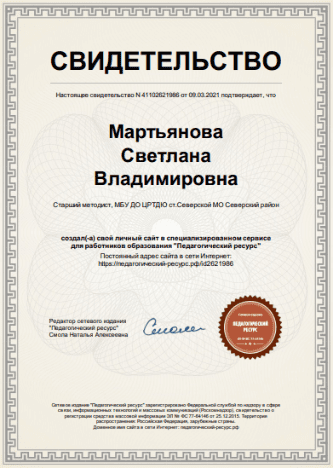 СВИДЕТЕЛЬСТВО
Настоящее свидетельство N 41102621986 от 09.03.2021 подтверждает, что
Мартьянова
Светлана
Владимировна
Старший методист, МБУ ДО ЦРТДЮ ст.Северской МО Северский район
создал(-а) свой личный сайт в специализированном сервисе
для работников образования "Педагогический ресурс"
Постоянный адрес сайта в сети Интернет:
https://педагогический-ресурс.рф/id2621986
Редактор сетевого издания
"Педагогический ресурс"
Смола Наталья Алексеевна
ПЕДАГОГИЧЕСКИЙ
РЕСУРС
Сетевое издание "Педагогический ресурс" зарегистрировано Федеральной службой по надзору в сфере
связи, информационных технологий и массовых коммуникаций (Роскомнадзор), свидетельство о
регистрации средства массовой информации ЭЛ № ФС 77-64146 от 25.12.2015. Территория
распространения: Российская Федерация, зарубежные страны.
Доменное имя сайта в сети Интернет: педагогический-ресурс.рф